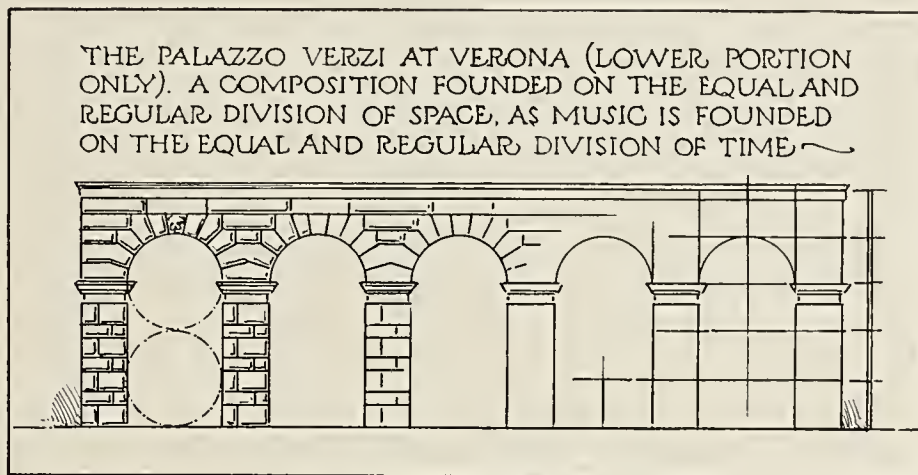 THE PALAZZO VERZI AT VERONA (LOWER PORTION
ONLY). A COMPOSITION FOUNDED ON THE EQUAL AND
REGULAR DIVISION OF SPACE, AS MUSIC IS FOUNDED
ON THE EQUAL AND REGULAR DIVISION OF TIME